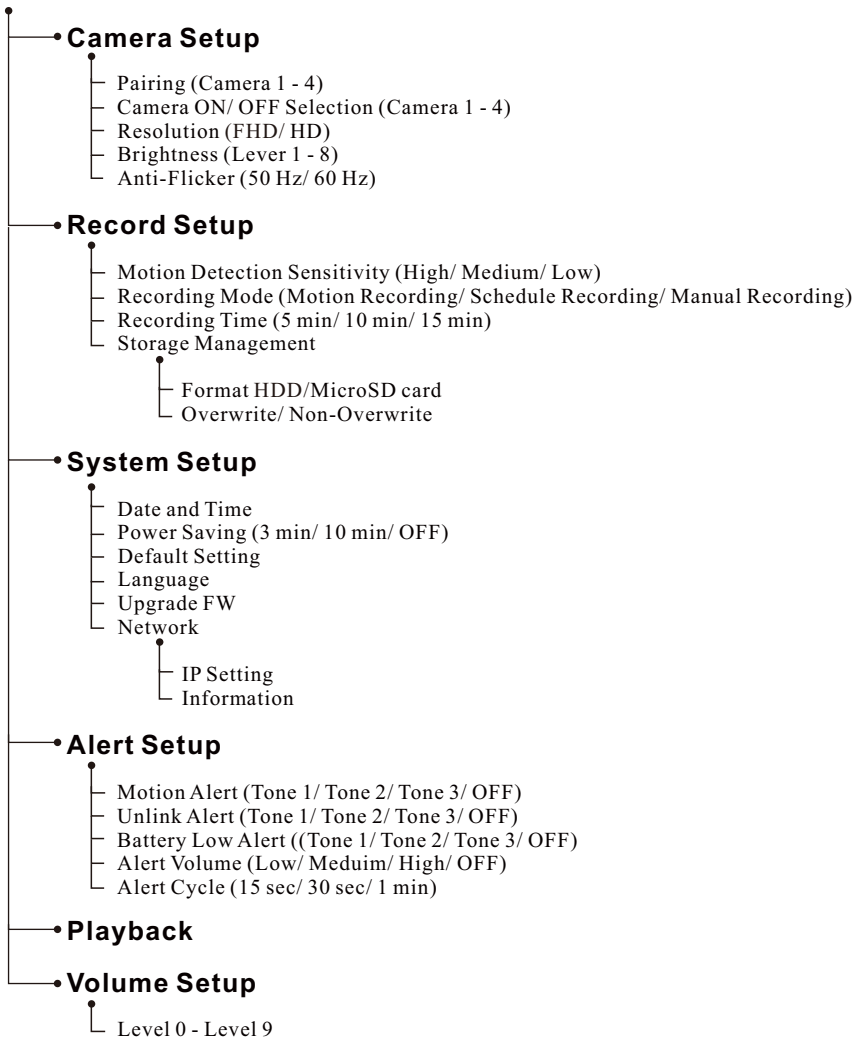 Camera Setup
Pairing (Camera 1 - 4)
Camera ON/ OFF Selection (Camera 1 - 4)
Resolution (FHD/ HD)
Brightness (Lever 1 - 8)
Anti-Flicker (50 Hz/ 60 Hz)
Record Setup
Motion Detection Sensitivity (High/ Medium/ Low)
Recording Mode (Motion Recording/ Schedule Recording/ Manual Recording)
Recording Time (5 min/ 10 min/ 15 min)
Storage Management
Format HDD/MicroSD card
Overwrite/ Non-Overwrite
System Setup
Date and Time
Power Saving (3 min/ 10 min/ OFF)
Default Setting
Language
Upgrade FW
Network
IP Setting
Information
Alert Setup
Motion Alert (Tone 1/ Tone 2/ Tone 3/ OFF)
Unlink Alert (Tone 1/ Tone 2/ Tone 3/ OFF)
Battery Low Alert ((Tone 1/ Tone 2/ Tone 3/ OFF)
Alert Volume (Low/ Meduim/ High/ OFF)
Alert Cycle (15 sec/ 30 sec/ 1 min)
Playback
Volume Setup
Level 0 - Level 9